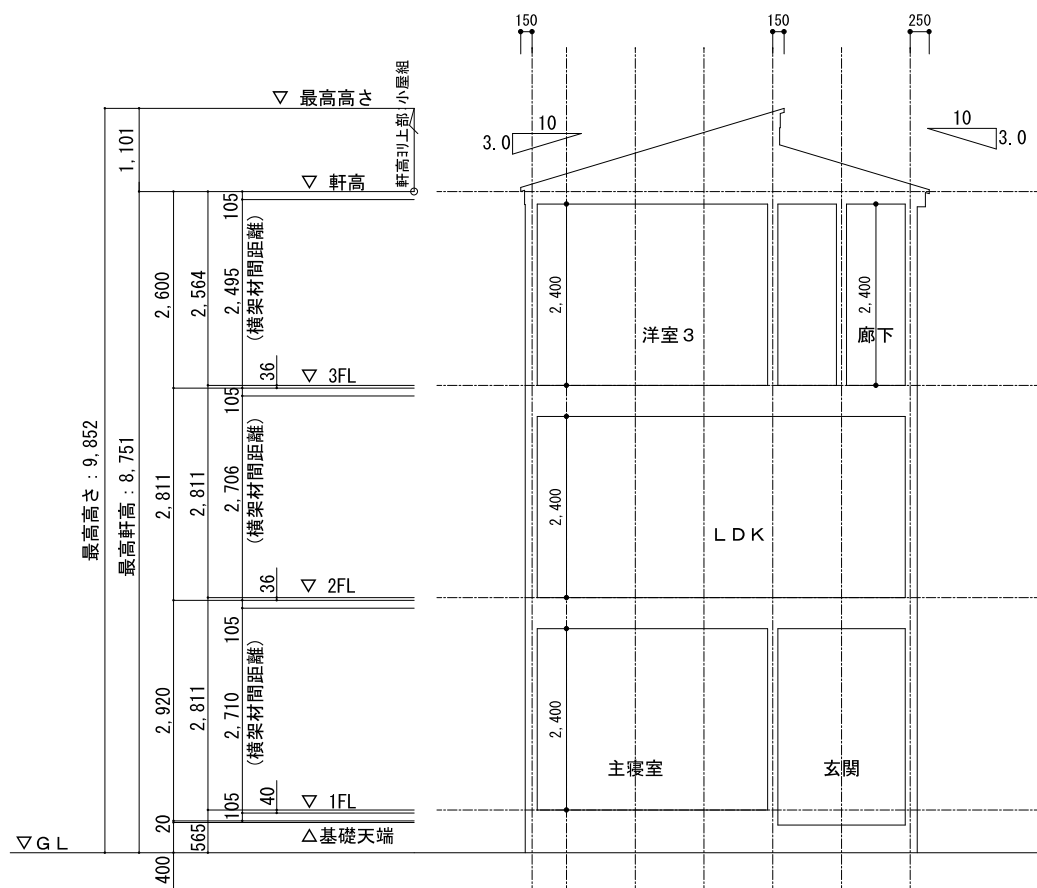 150
150
250
▽ 最高高さ
軒高ヨリ上部:小屋組
10
3.0
10
3.0
1,101
▽ 軒高
105
2,600
2,564
2,495
(横架材間距離)
2,400
2,400
洋室3
廊下
36
▽ 3FL
105
最高高さ:9,852
最高軒高:8,751
2,811
2,811
2,706
(横架材間距離)
2,400
LDK
36
▽ 2FL
105
2,920
2,811
2,710
(横架材間距離)
2,400
主寝室
玄関
40
▽ 1FL
105
20
565
△基礎天端
▽GL
400